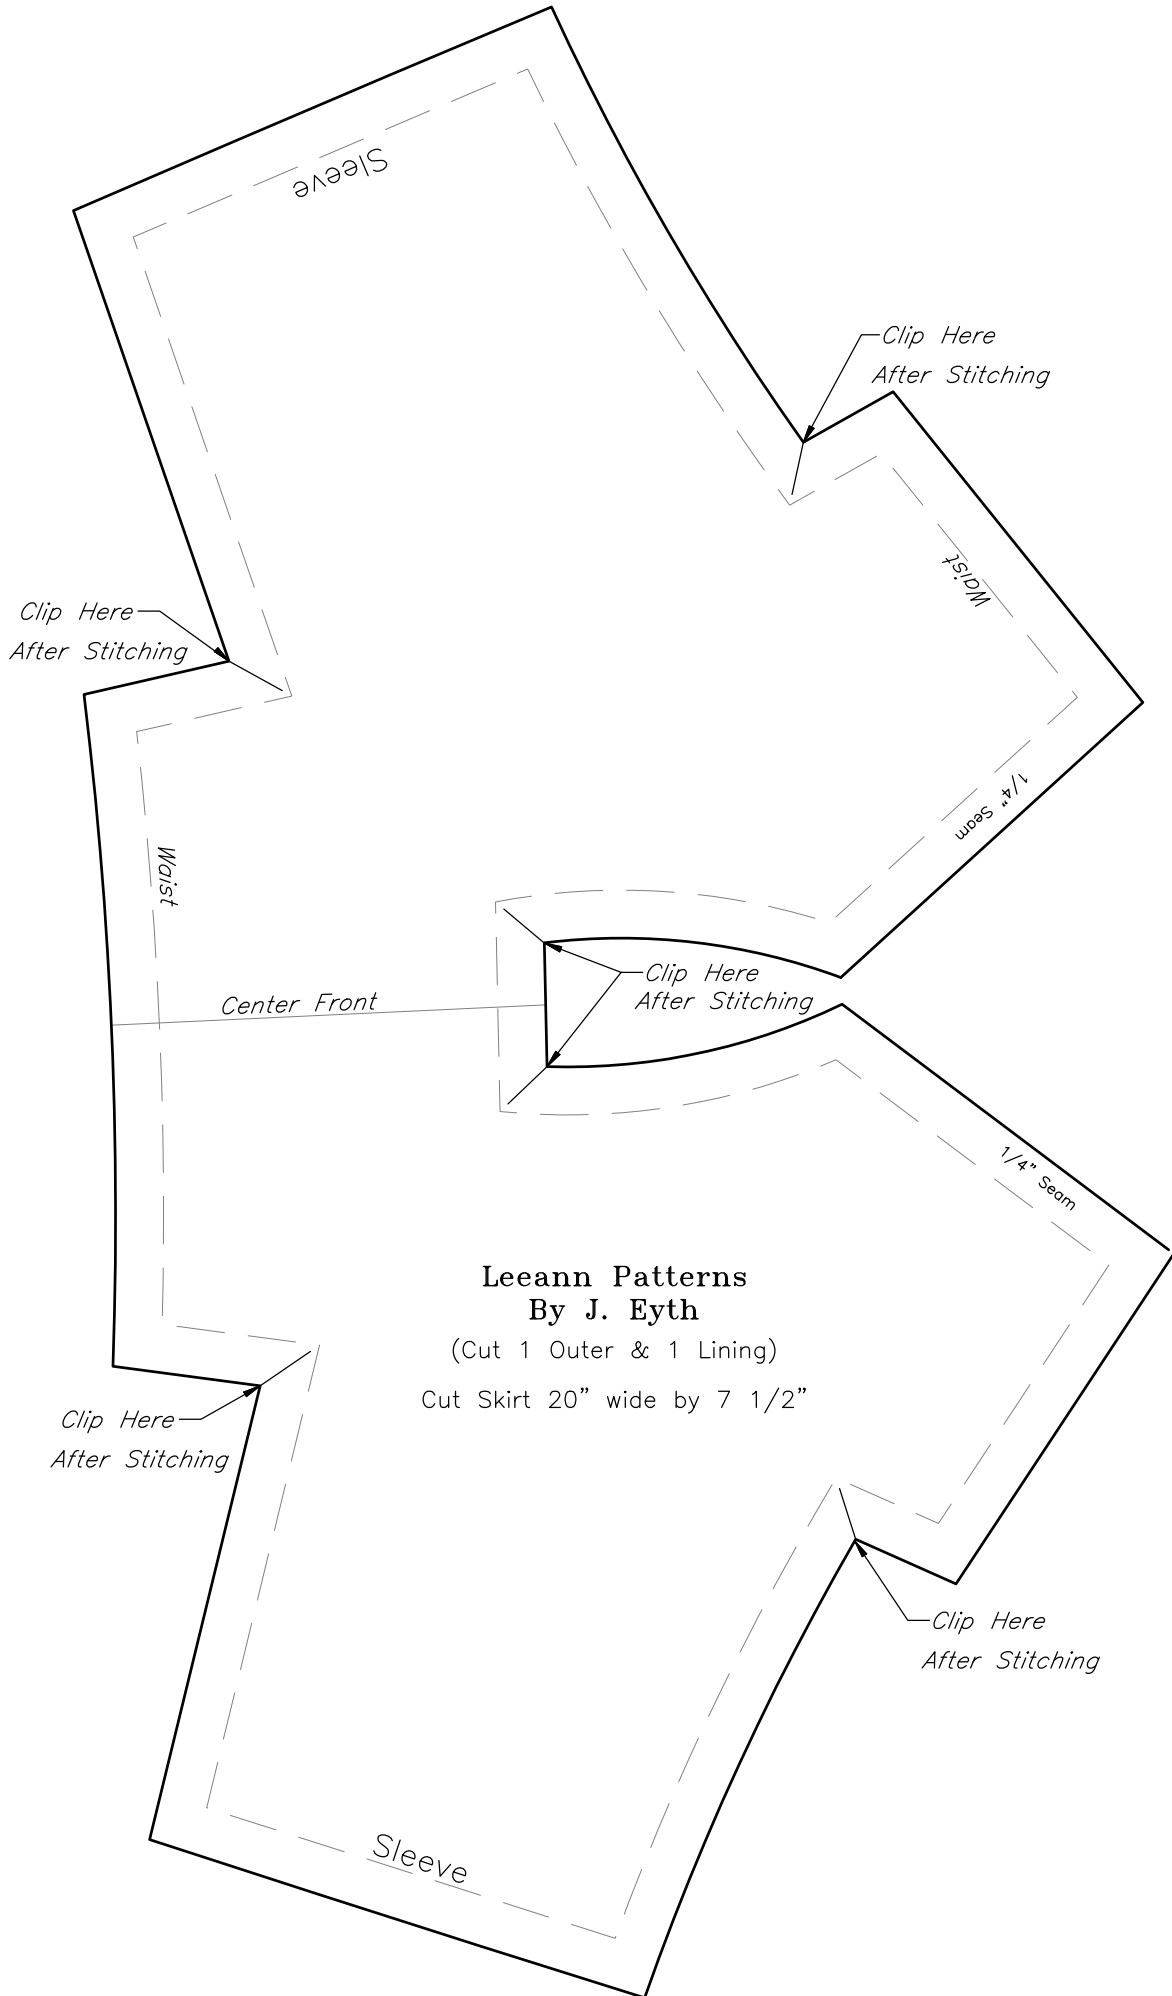 Sleeve
Clip Here
After Stitching
Waist
Clip Here
After Stitching
1/4" Seam
Waist
Clip Here
After Stitching
Center Front
1/4" Seam
Leeann Patterns
By J. Eyth
(Cut 1 Outer & 1 Lining)
Cut Skirt 20" wide by 7 1/2"
Clip Here
After Stitching
Clip Here
After Stitching
Sleeve